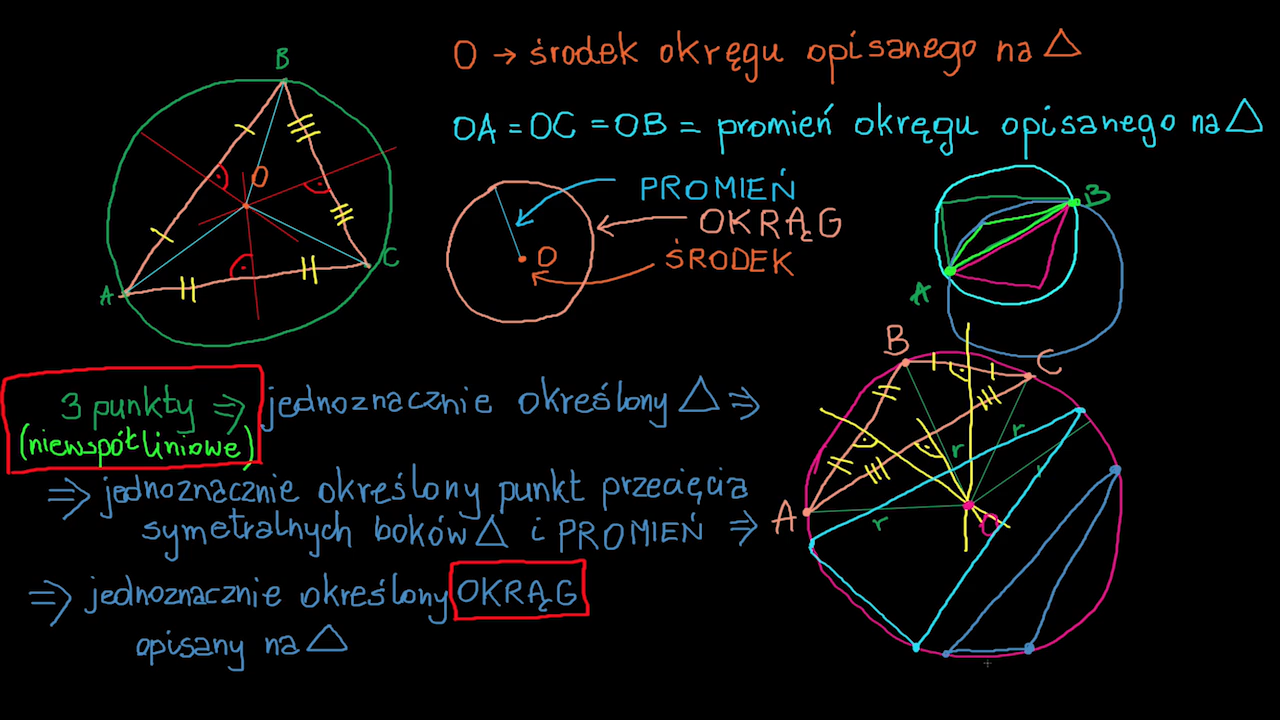 O → środek okręgu opisanego na △
OA = OC = OB = promień okręgu opisanego na △
B
O
A
C
PROMIEŃ
OKRĄG
O
ŚRODEK
B
A
3 punkty ⇒ jednoznacznie określony △ ⇒
(niewspółliniowe)
⇒ jednoznacznie określony punkt przecięcia
symetralnych boków △ i PROMIEŃ ⇒
⇒ jednoznacznie określony OKRĄG
opisany na △
B
C
r
r
r
A
r
O